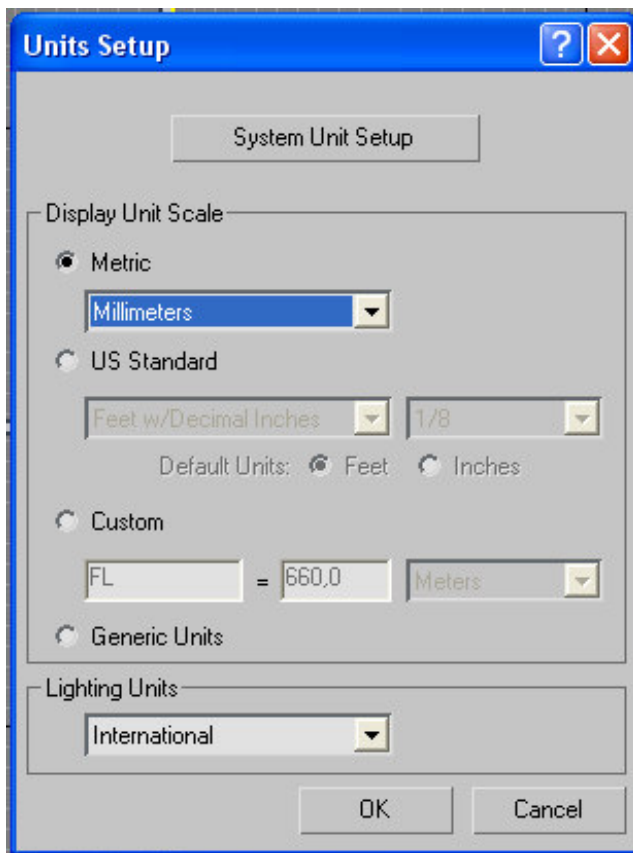 Units Setup
System Unit Setup
Display Unit Scale
Metric
Millimeters
US Standard
Feet w/Decimal Inches 1/8
Default Units: Feet Inches
Custom
FL = 660,0 Meters
Generic Units
Lighting Units
International
OK Cancel